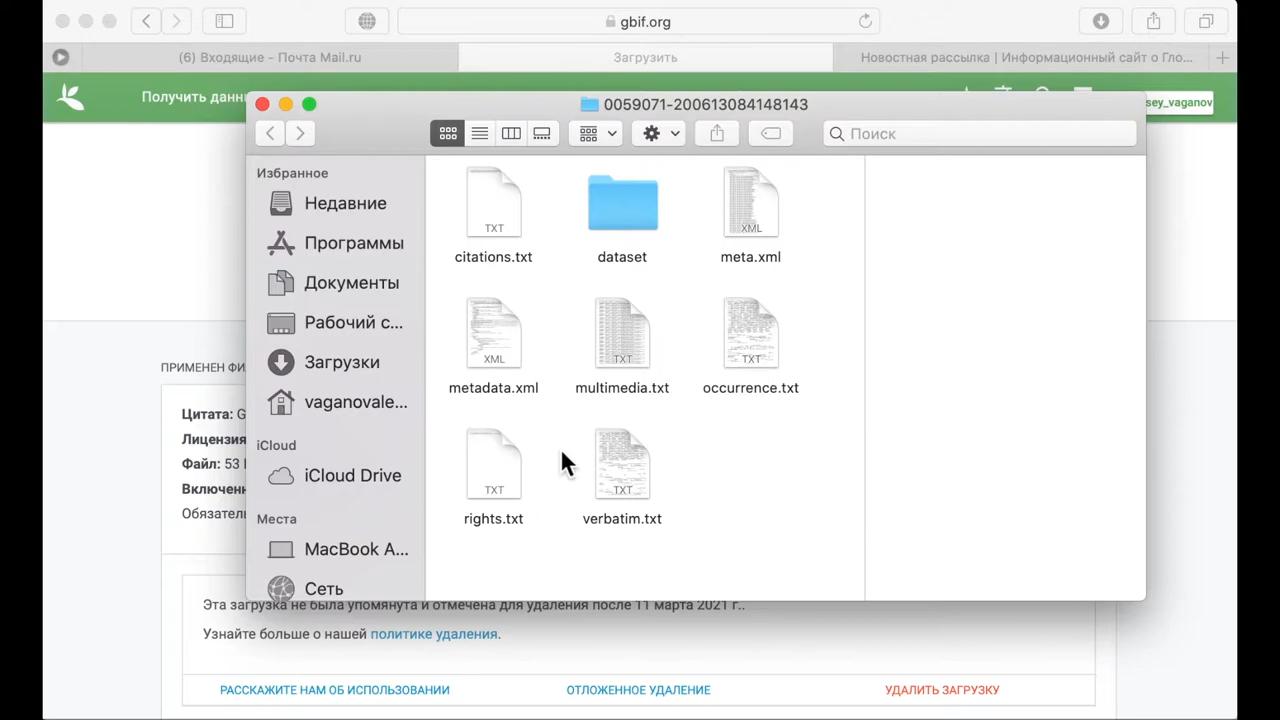 gbif.org
(6) Входящие – Почта Mail.ru
Загрузить
Новостная рассылка | Информационный сайт о Гло...
Получить данн
sey_vaganov
0059071-200613084148143
Поиск
Избранное
Недавние
Программы
Документы
Рабочий с...
Загрузки
vaganovale...
iCloud
iCloud Drive
Места
MacBook A...
Сеть
TXT
citations.txt
dataset
XML
meta.xml
XML
metadata.xml
TXT
multimedia.txt
TXT
occurrence.txt
TXT
rights.txt
TXT
verbatim.txt
ПРИМЕНЕН ФИ
Цитата: G
Лицензия
Файл: 53
Включенн
Обязатель
Эта загрузка не была упомянута и отмечена для удаления после 11 марта 2021 г..
Узнайте больше о нашей политике удаления.
РАССКАЖИТЕ НАМ ОБ ИСПОЛЬЗОВАНИИ
ОТЛОЖЕННОЕ УДАЛЕНИЕ
УДАЛИТЬ ЗАГРУЗКУ